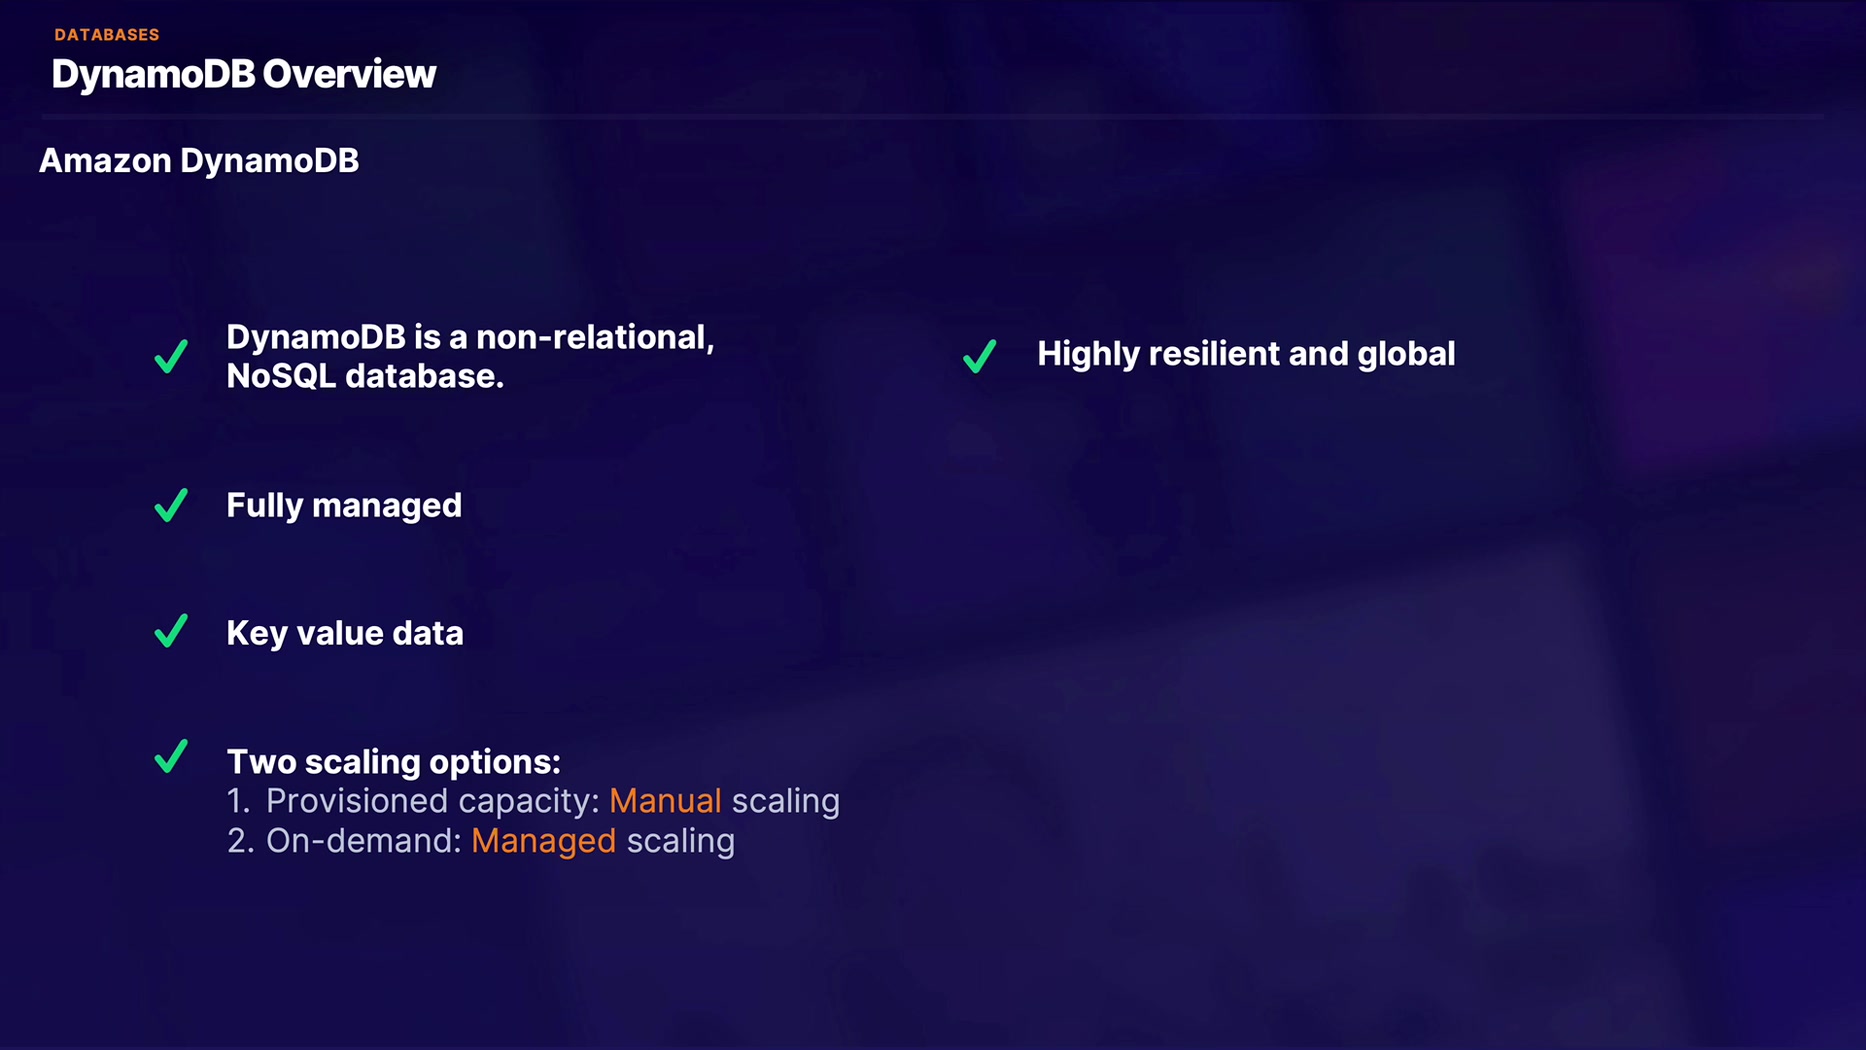 DATABASES
DynamoDB Overview
Amazon DynamoDB
DynamoDB is a non-relational,
NoSQL database.
Fully managed
Key value data
Two scaling options:
1. Provisioned capacity: Manual scaling
2. On-demand: Managed scaling
Highly resilient and global